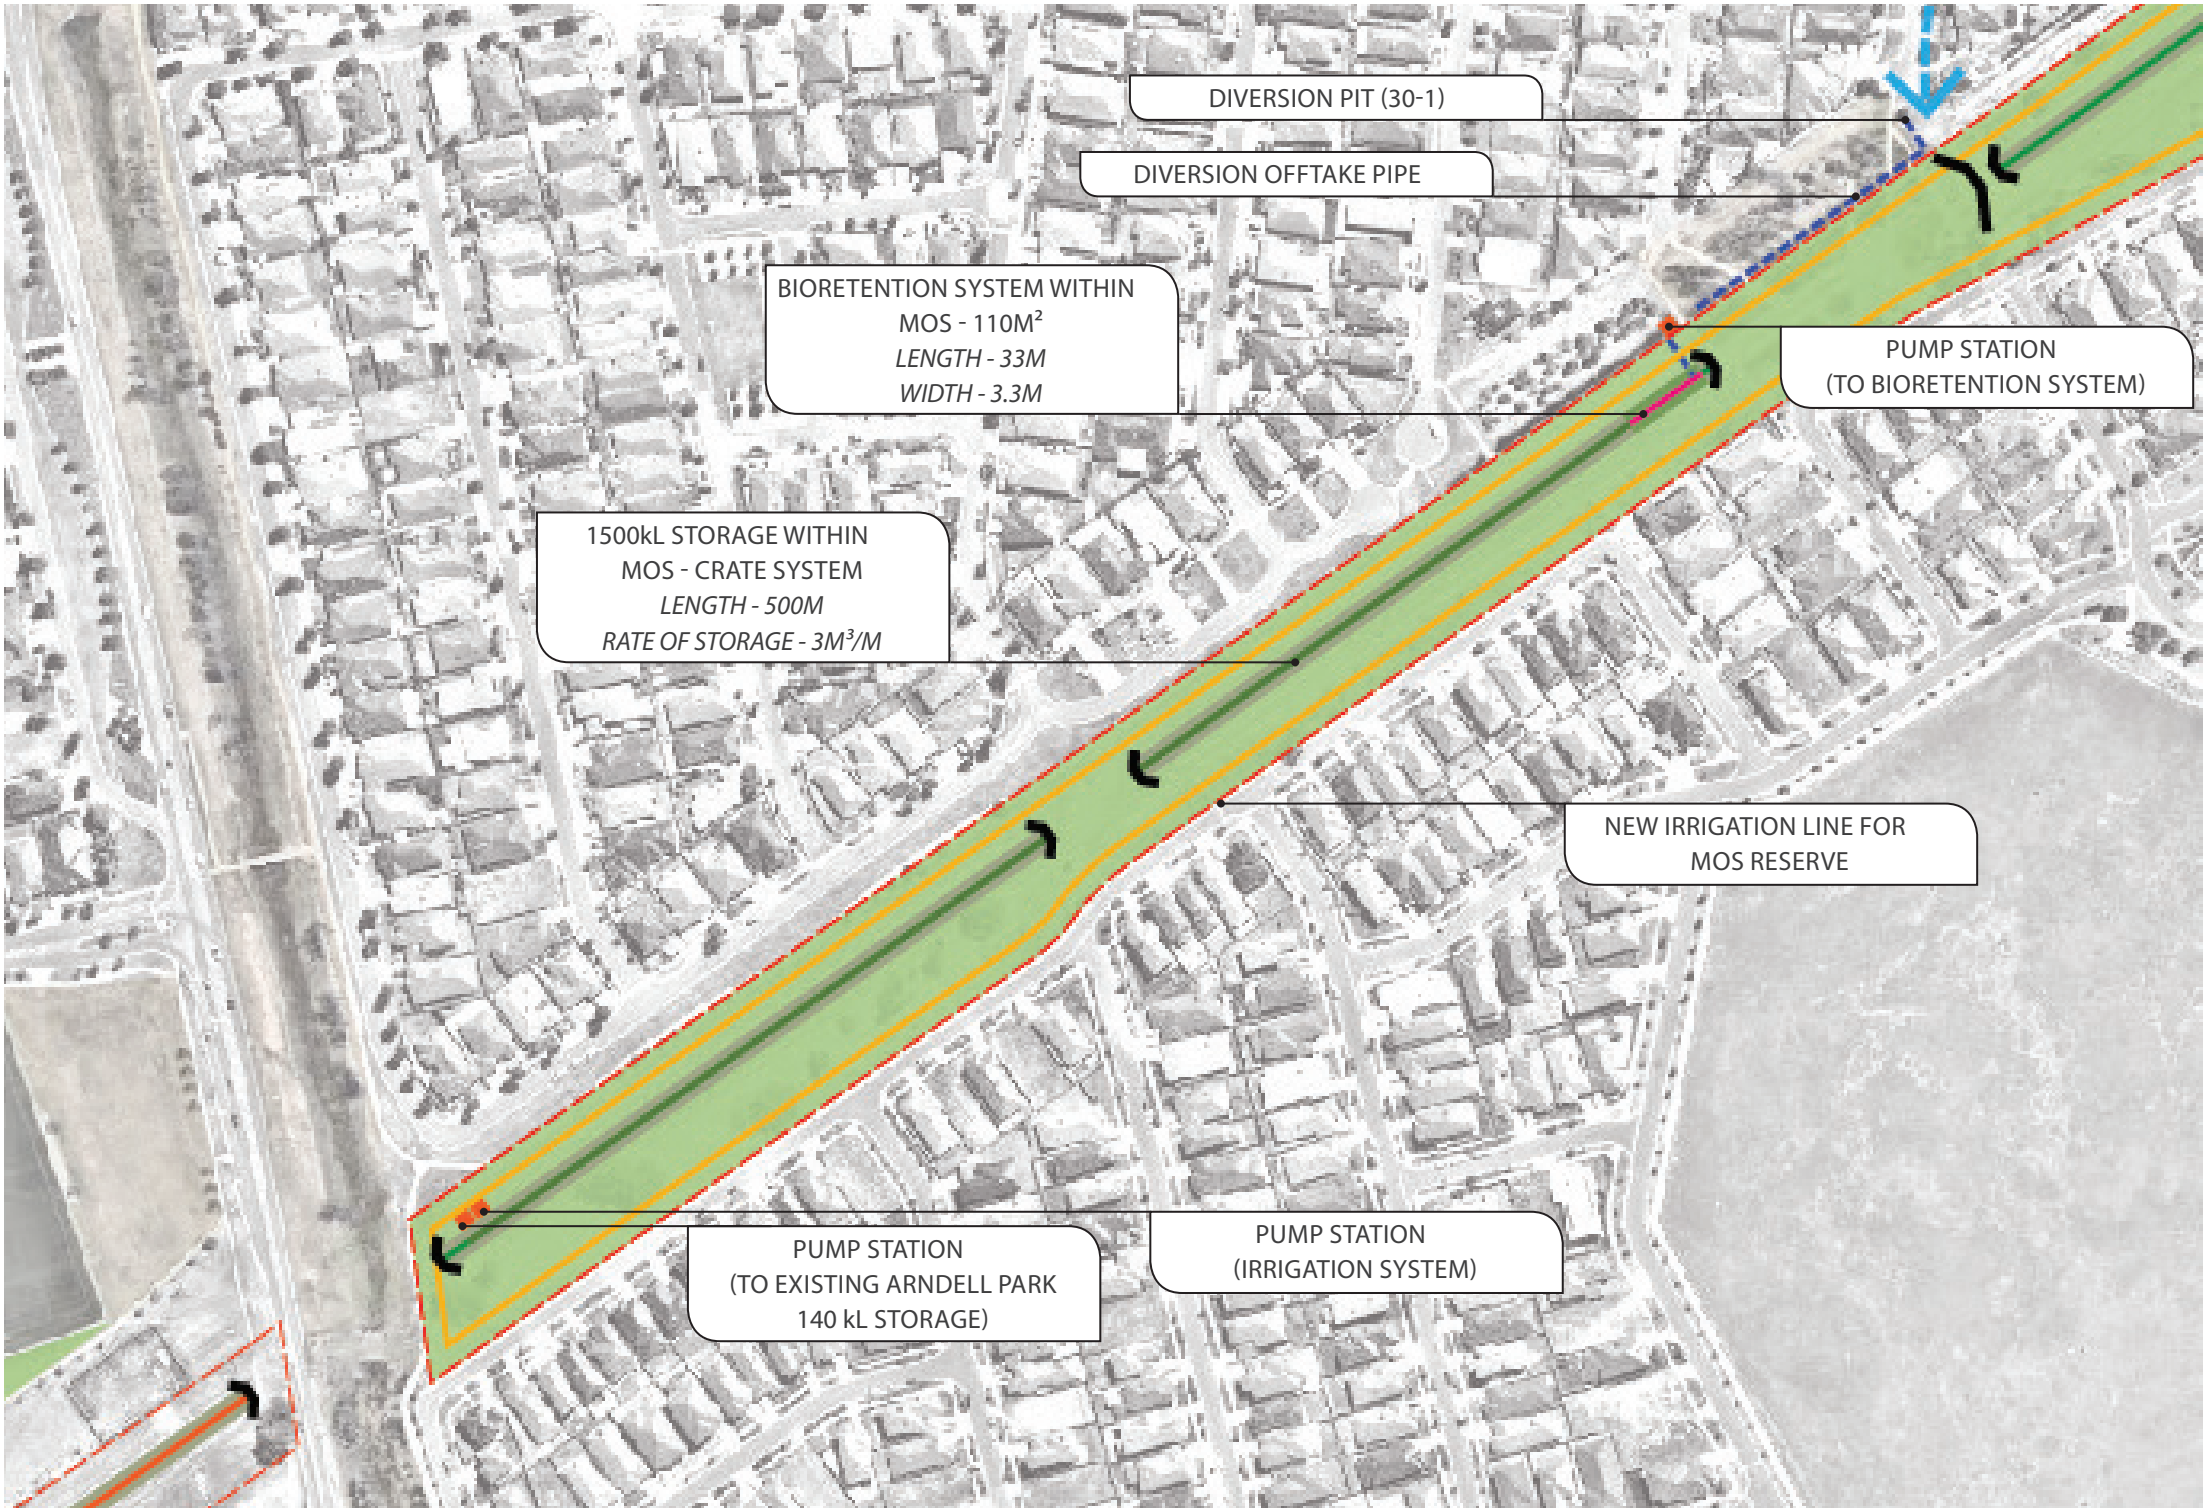 DIVERSION PIT (30-1)
DIVERSION OFFTAKE PIPE
BIORETENTION SYSTEM WITHIN
MOS - 110M²
LENGTH - 33M
WIDTH - 3.3M
PUMP STATION
(TO BIORETENTION SYSTEM)
1500kL STORAGE WITHIN
MOS - CRATE SYSTEM
LENGTH - 500M
RATE OF STORAGE - 3M³/M
NEW IRRIGATION LINE FOR
MOS RESERVE
PUMP STATION
(TO EXISTING ARNDELL PARK
140 kL STORAGE)
PUMP STATION
(IRRIGATION SYSTEM)